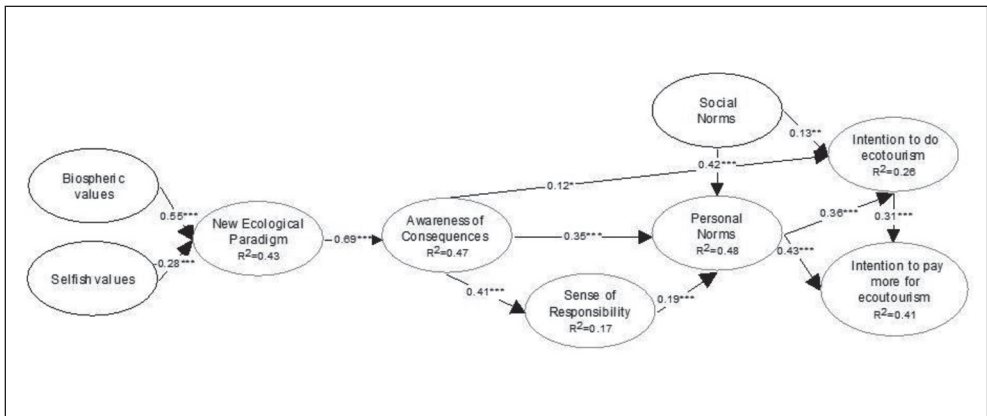 Social
Norms
0.13**
Intention to do
ecotourism
R²=0.26
Biospheric
values
0.42***
0.12*
0.55***
New Ecological
Paradigm
R²=0.43
0.69***
Awareness of
Consequences
R²=0.47
0.35***
Personal
Norms
R²=0.48
0.36***
0.31***
0.43***
Selfish values
-0.28***
0.41***
Sense of
Responsibility
R²=0.17
0.19***
Intention to pay
more for
ecoutourism
R²=0.41